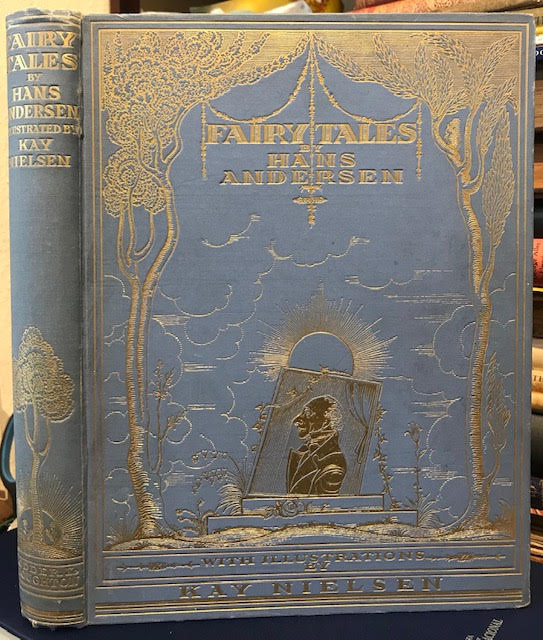 FAIRY
TALES
BY
HANS
ANDERSEN
ILLUSTRATED BY
KAY
NIELSEN
FAIRY TALES
BY
HANS
ANDERSEN
WITH ILLUSTRATIONS
BY
KAY NIELSEN